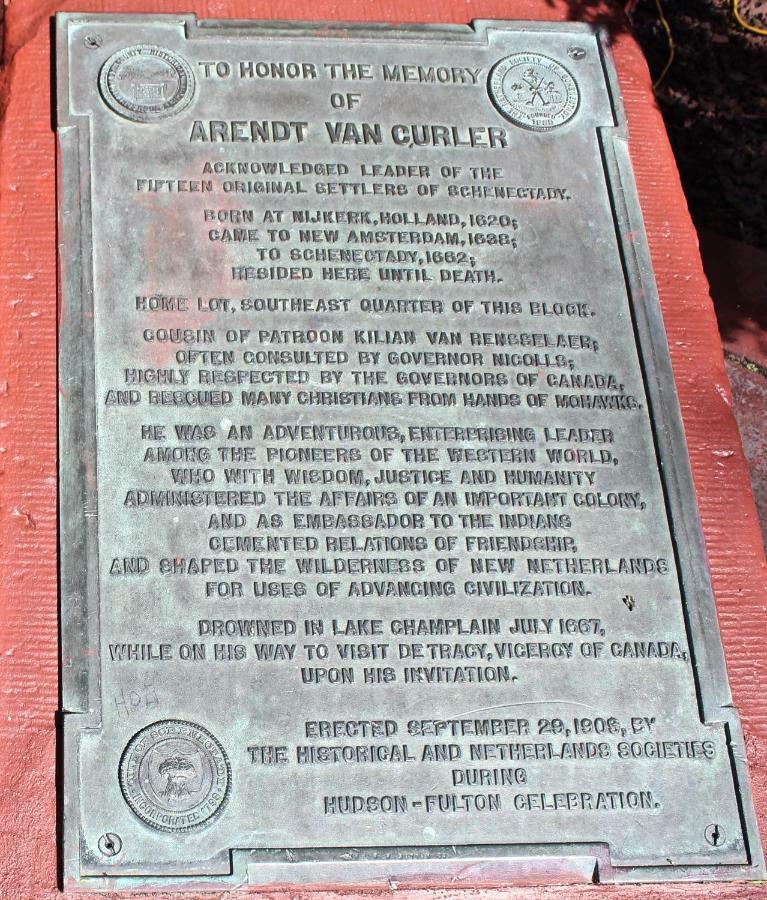 TO HONOR THE MEMORY
OF
ARENDT VAN CURLER
ACKNOWLEDGED LEADER OF THE
FIFTEEN ORIGINAL SETTLERS OF SCHENECTADY.
BORN AT NIJKERK, HOLLAND, 1620;
CAME TO NEW AMSTERDAM, 1638;
TO SCHENECTADY, 1662;
RESIDED HERE UNTIL DEATH.
HOME LOT, SOUTHEAST QUARTER OF THIS BLOCK.
COUSIN OF PATROON KILIAN VAN RENSSELAER;
OFTEN CONSULTED BY GOVERNOR NICOLLS;
HIGHLY RESPECTED BY THE GOVERNORS OF CANADA,
AND RESCUED MANY CHRISTIANS FROM HANDS OF MOHAWKS.
HE WAS AN ADVENTUROUS, ENTERPRISING LEADER
AMONG THE PIONEERS OF THE WESTERN WORLD,
WHO WITH WISDOM, JUSTICE AND HUMANITY
ADMINISTERED THE AFFAIRS OF AN IMPORTANT COLONY,
AND AS EMBASSADOR TO THE INDIANS
CEMENTED RELATIONS OF FRIENDSHIP,
AND SHAPED THE WILDERNESS OF NEW NETHERLANDS
FOR USES OF ADVANCING CIVILIZATION.
DROWNED IN LAKE CHAMPLAIN JULY 1667,
WHILE ON HIS WAY TO VISIT DE TRACY, VICEROY OF CANADA,
UPON HIS INVITATION.
ERECTED SEPTEMBER 29, 1909, BY
THE HISTORICAL AND NETHERLANDS SOCIETIES
DURING
HUDSON-FULTON CELEBRATION.
INCORPORATED 1798